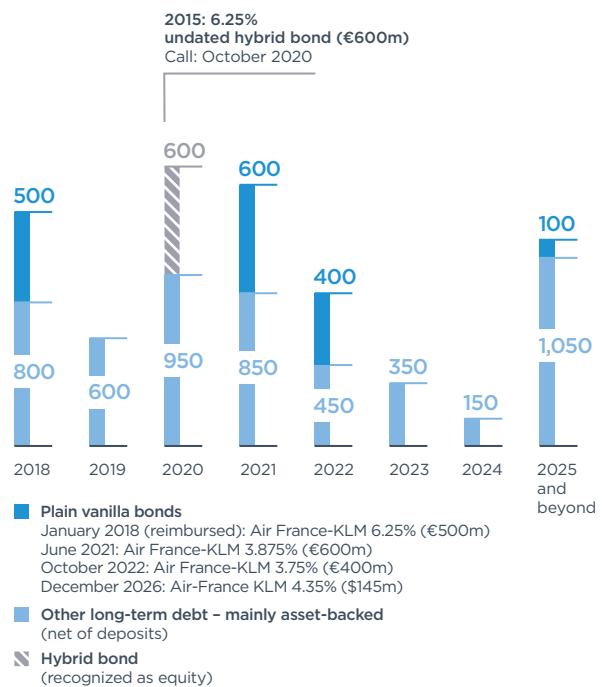 2015: 6.25%
undated hybrid bond (€600m)
Call: October 2020
600
600
500
100
400
800
600
950
850
450
350
150
1,050
2018
2019
2020
2021
2022
2023
2024
2025
and
beyond
Plain vanilla bonds
January 2018 (reimbursed): Air France-KLM 6.25% (€500m)
June 2021: Air France-KLM 3.875% (€600m)
October 2022: Air France-KLM 3.75% (€400m)
December 2026: Air-France KLM 4.35% ($145m)
Other long-term debt – mainly asset-backed
(net of deposits)
Hybrid bond
(recognized as equity)